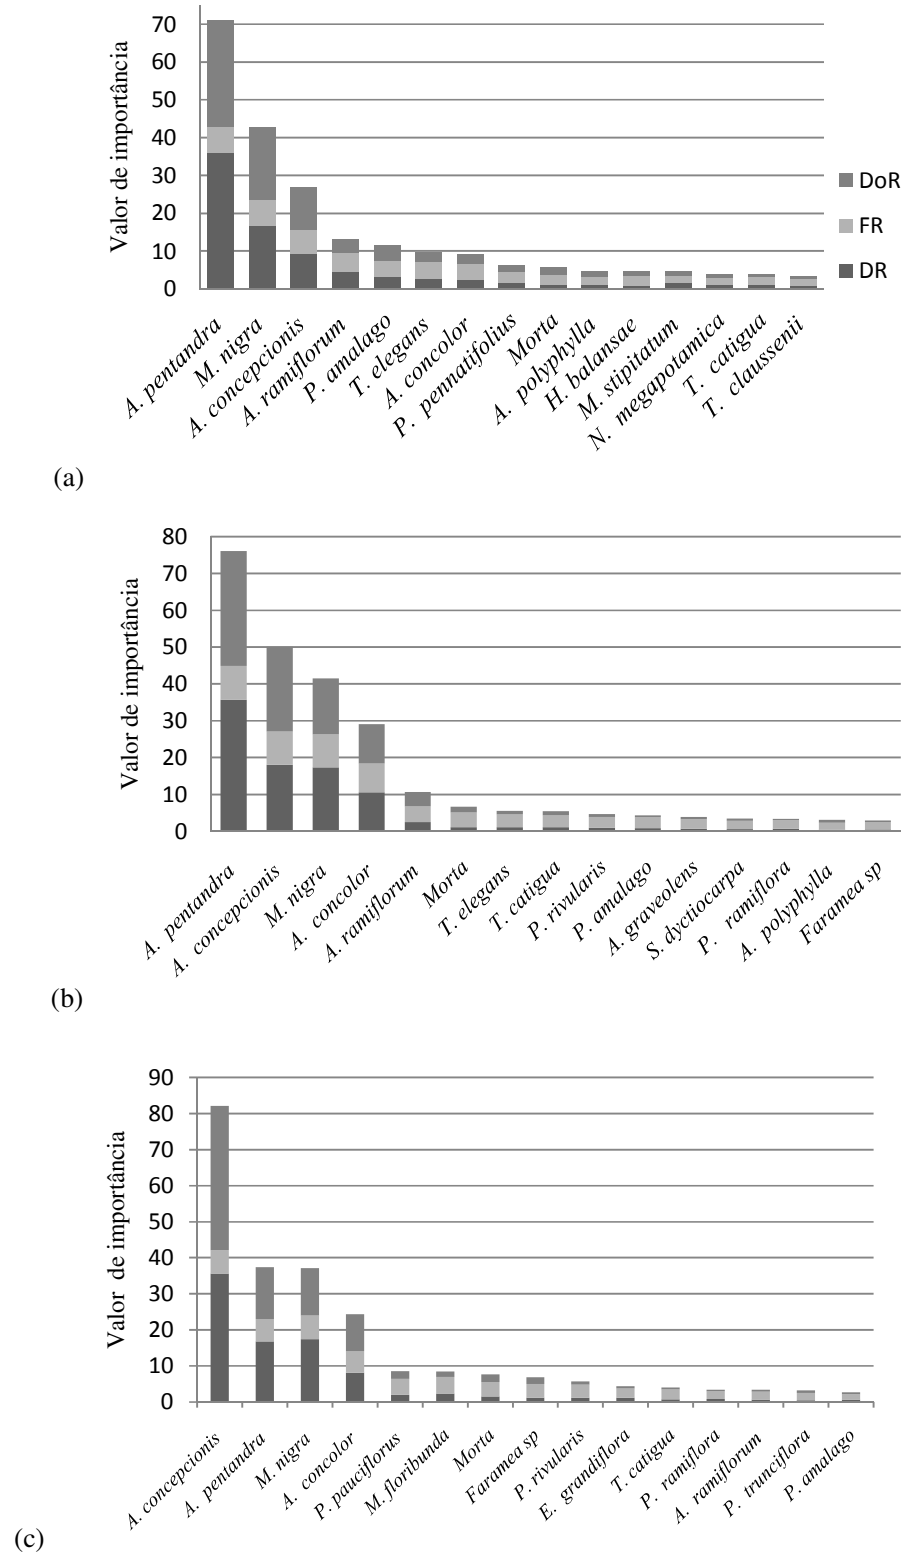 Valor de importância
70
60
50
40
30
20
10
0
DoR
FR
DR
A. pentandra
M. nigra
A. concepcionis
A. ramiflorum
P. amalago
T. elegans
A. concolor
P. pennatifolius
Morta
A. polyphylla
H. balansae
M. stipitatum
N. megapotamica
T. catigua
T. claussenii
(a)
Valor de importância
80
70
60
50
40
30
20
10
0
A. pentandra
A. concepcionis
M. nigra
A. concolor
A. ramiflorum
Morta
T. elegans
T. catigua
P. rivularis
P. amalago
A. graveolens
S. dyctiocarpa
P. ramiflora
A. polyphylla
Faramea sp
(b)
Valor de importância
90
80
70
60
50
40
30
20
10
0
A. concepcionis
A. pentandra
M. nigra
A. concolor
P. pauciflorus
M. floribunda
Morta
Faramea sp
P. rivularis
E. grandiflora
T. catigua
P. ramiflora
A. ramiflorum
P. trunciflora
P. amalago
(c)